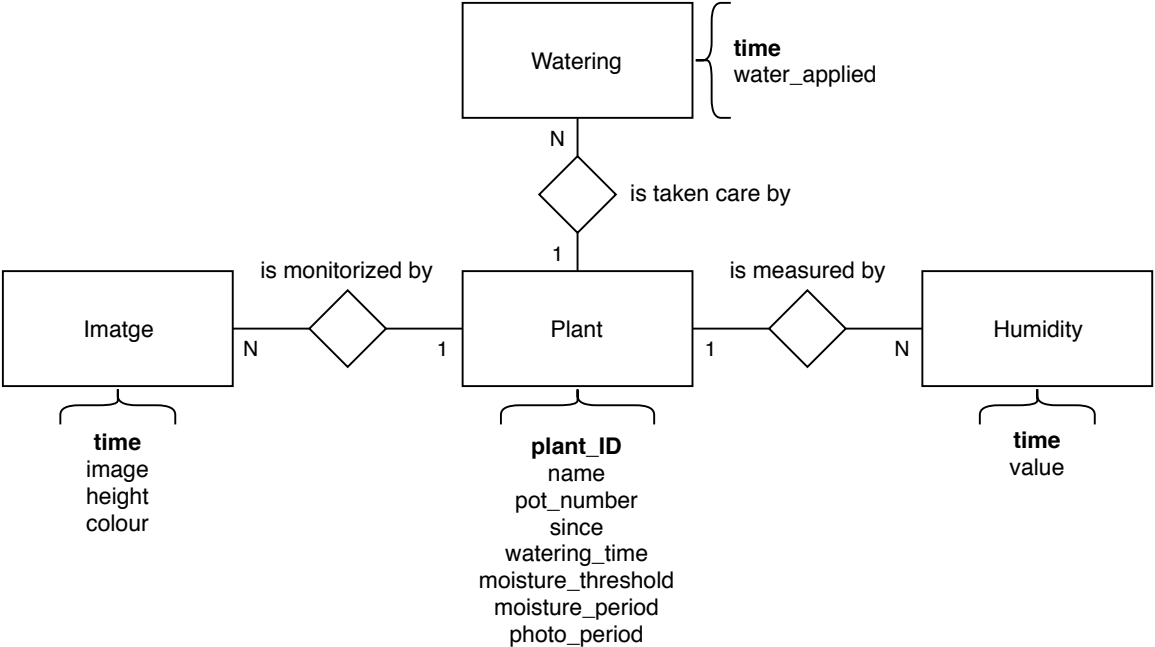 Watering
time
water_applied
N
is taken care by
1
is monitorized by
is measured by
Imatge
N
1
Plant
1
N
Humidity
time
image
height
colour
plant_ID
name
pot_number
since
watering_time
moisture_threshold
moisture_period
photo_period
time
value